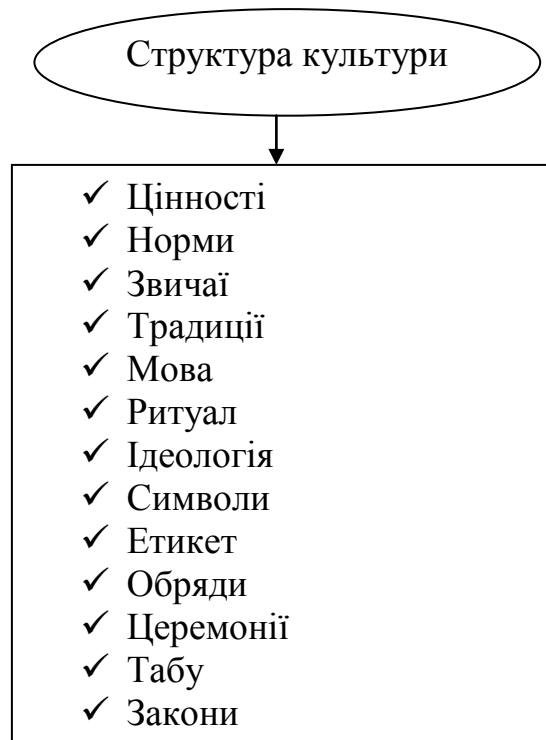 Структура культури
✓ Цінності
✓ Норми
✓ Звичаї
✓ Традиції
✓ Мова
✓ Ритуал
✓ Ідеологія
✓ Символи
✓ Етикет
✓ Обряди
✓ Церемонії
✓ Табу
✓ Закони